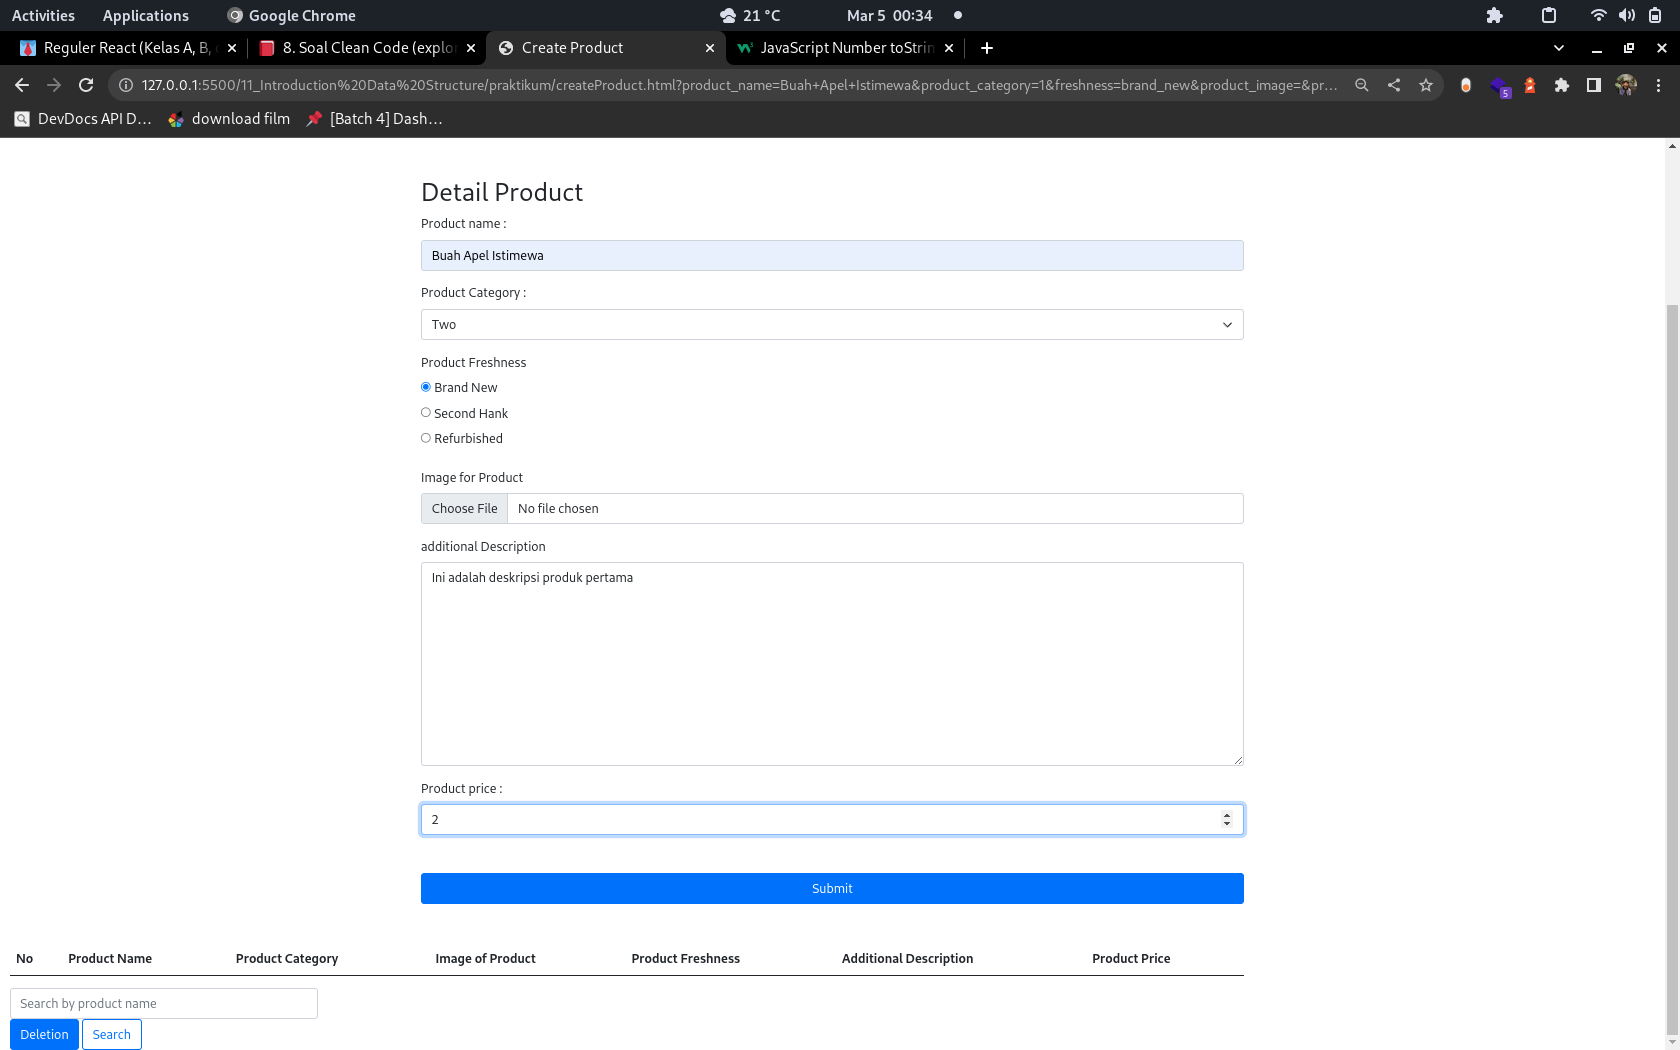 Activities Applications Google Chrome 21 °C Mar 5 00:34
Reguler React (Kelas A, B, 8. Soal Clean Code (explo Create Product JavaScript Number toStrin
127.0.0.1:5500/11_Introduction%20Data%20Structure/praktikum/createProduct.html?product_name=Buah+Apel+Istimewa&product_category=1&freshness=brand_new&product_image=&pr...
5
DevDocs API D... download film [Batch 4] Dash...
Detail Product
Product name :
Buah Apel Istimewa
Product Category :
Two
Product Freshness
Brand New
Second Hank
Refurbished
Image for Product
Choose File No file chosen
additional Description
Ini adalah deskripsi produk pertama
Product price :
2
Submit
No Product Name Product Category Image of Product Product Freshness Additional Description Product Price
Search by product name
Deletion Search